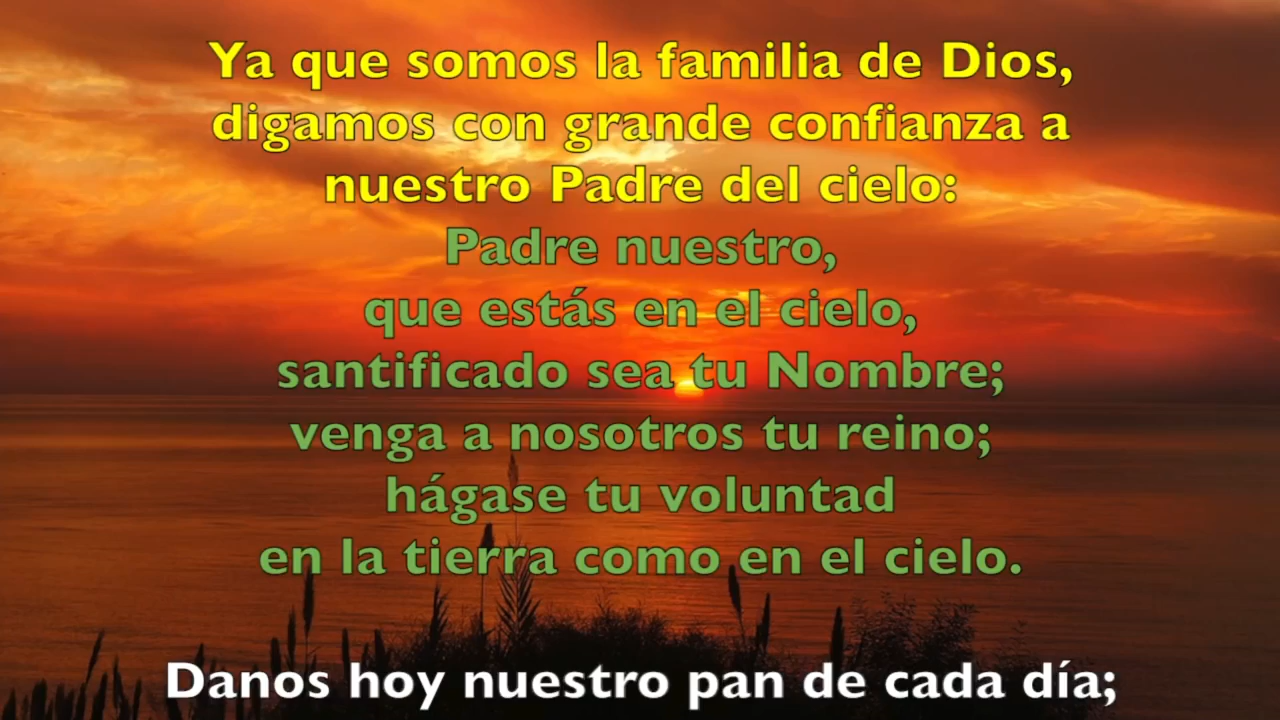 Ya que somos la familia de Dios,
digamos con grande confianza a
nuestro Padre del cielo:
Padre nuestro,
que estás en el cielo,
santificado sea tu Nombre;
venga a nosotros tu reino;
hágase tu voluntad
en la tierra como en el cielo.
Danos hoy nuestro pan de cada día;